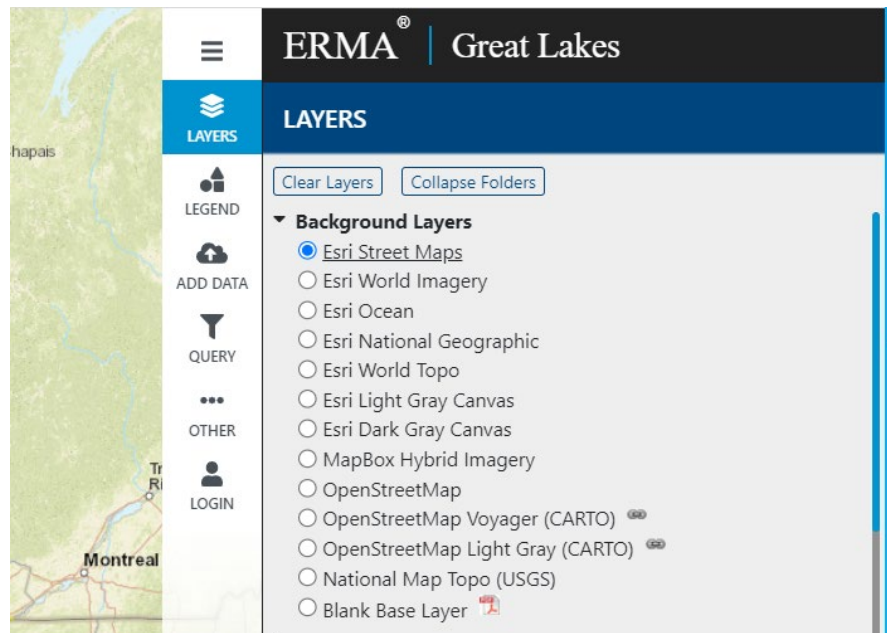 ERMA® | Great Lakes
LAYERS
LEGEND
ADD DATA
QUERY
OTHER
LOGIN
LAYERS
Clear Layers
Collapse Folders
Background Layers
Esri Street Maps
Esri World Imagery
Esri Ocean
Esri National Geographic
Esri World Topo
Esri Light Gray Canvas
Esri Dark Gray Canvas
MapBox Hybrid Imagery
OpenStreetMap
OpenStreetMap Voyager (CARTO)
OpenStreetMap Light Gray (CARTO)
National Map Topo (USGS)
Blank Base Layer
hapais
Tr
Ri
Montreal